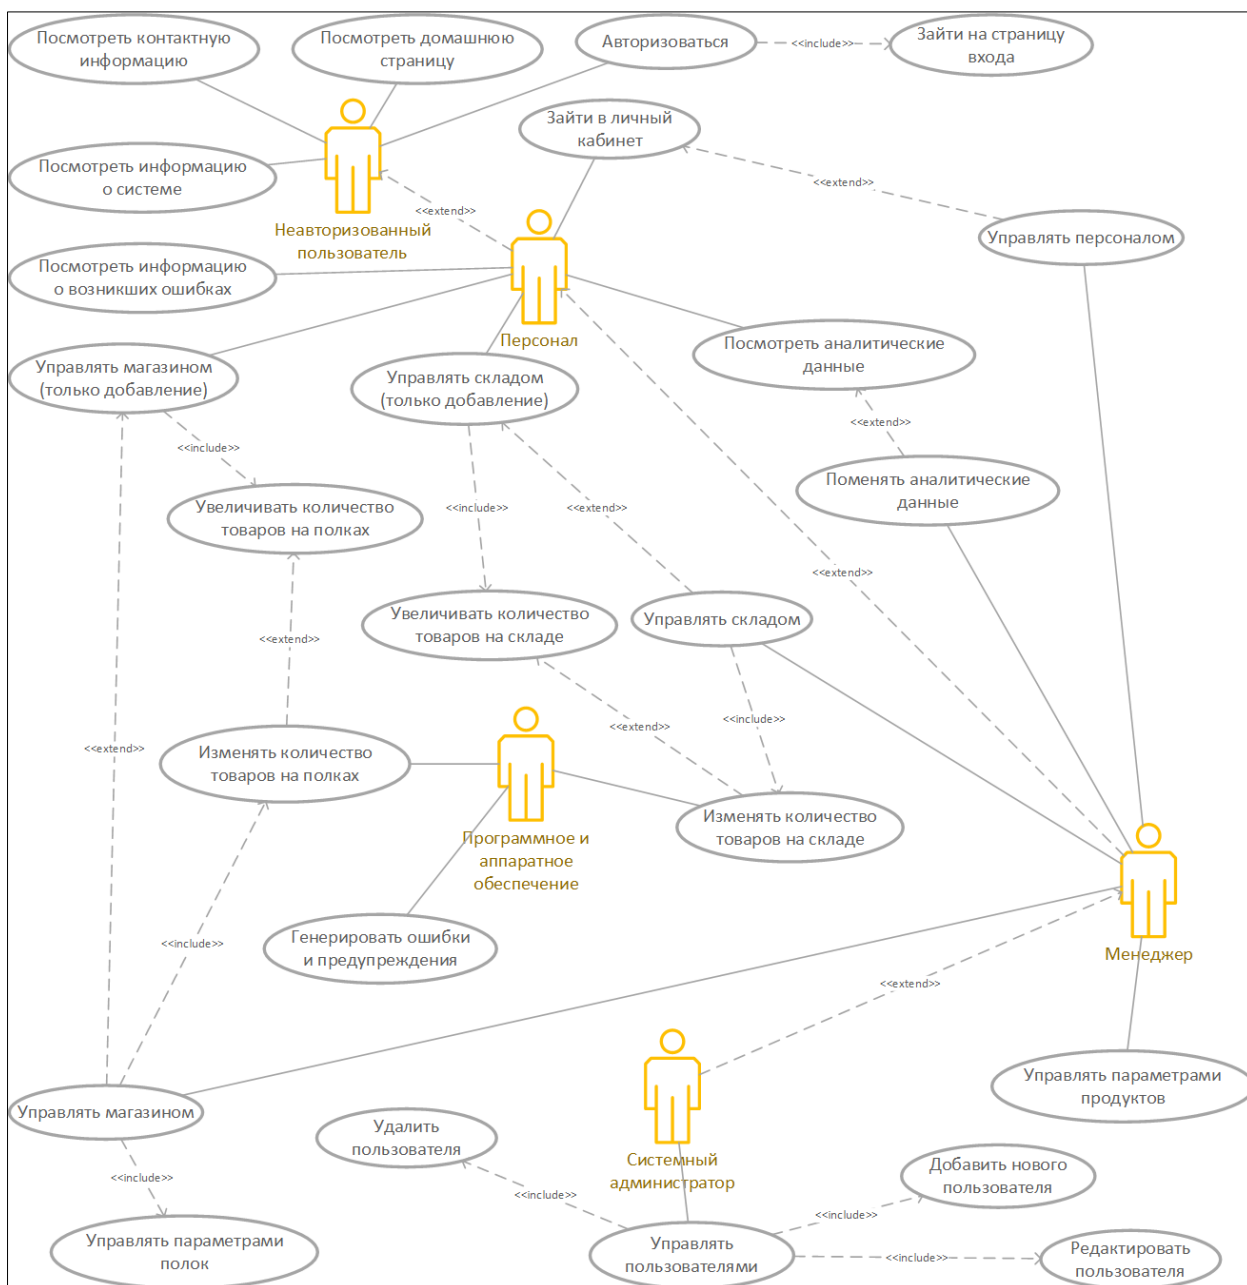 Посмотреть контактную
информацию
Посмотреть домашнюю
страницу
Авторизоваться
<<include>>
Зайти на страницу
входа
Зайти в личный
кабинет
Посмотреть информацию
о системе
<<extend>>
<<extend>>
Неавторизованный
пользователь
Управлять персоналом
Посмотреть информацию
о возникших ошибках
Персонал
Посмотреть аналитические
данные
Управлять магазином
(только добавление)
Управлять складом
(только добавление)
<<extend>>
<<include>>
Поменять аналитические
данные
Увеличивать количество
товаров на полках
<<include>>
<<extend>>
<<extend>>
Увеличивать количество
товаров на складе
Управлять складом
<<extend>>
<<include>>
<<extend>>
<<extend>>
Изменять количество
товаров на полках
Программное и
аппаратное
обеспечение
Изменять количество
товаров на складе
Генерировать ошибки
и предупреждения
<<include>>
Менеджер
<<extend>>
Управлять магазином
Управлять параметрами
продуктов
Удалить
пользователя
Системный
администратор
Добавить нового
пользователя
<<include>>
<<include>>
<<include>>
Управлять параметрами
полок
Управлять
пользователями
<<include>>
Редактировать
пользователя